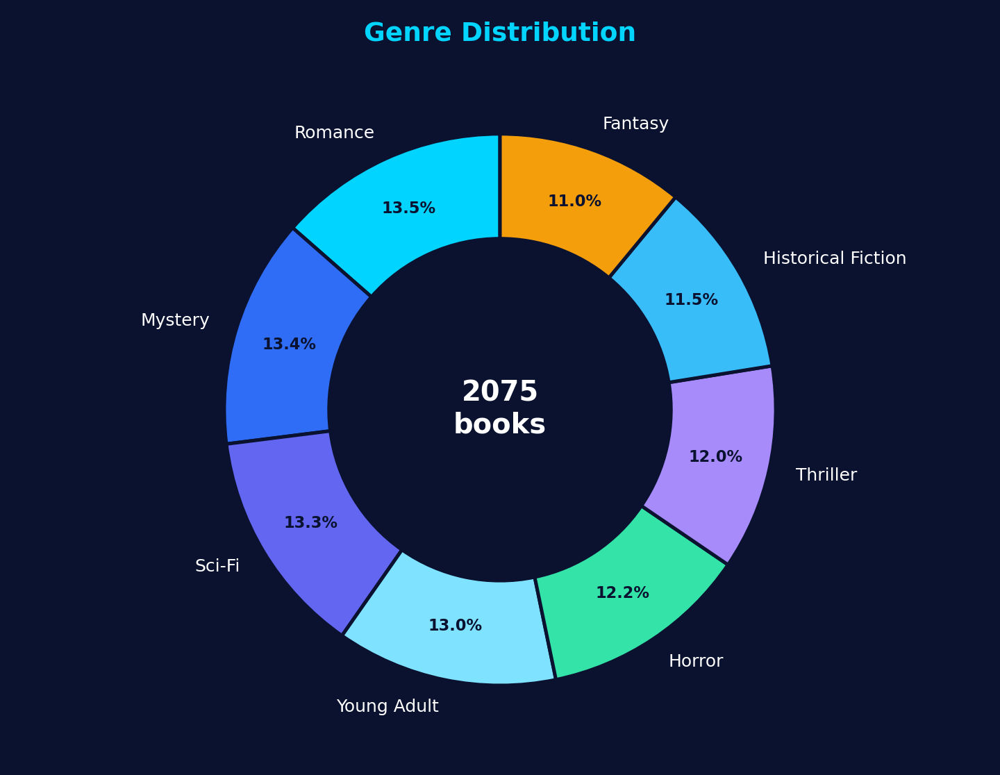 Genre Distribution
Fantasy
Romance
11.0%
13.5%
Historical Fiction
11.5%
Mystery
13.4%
2075
books
12.0%
Thriller
13.3%
Sci-Fi
12.2%
13.0%
Horror
Young Adult